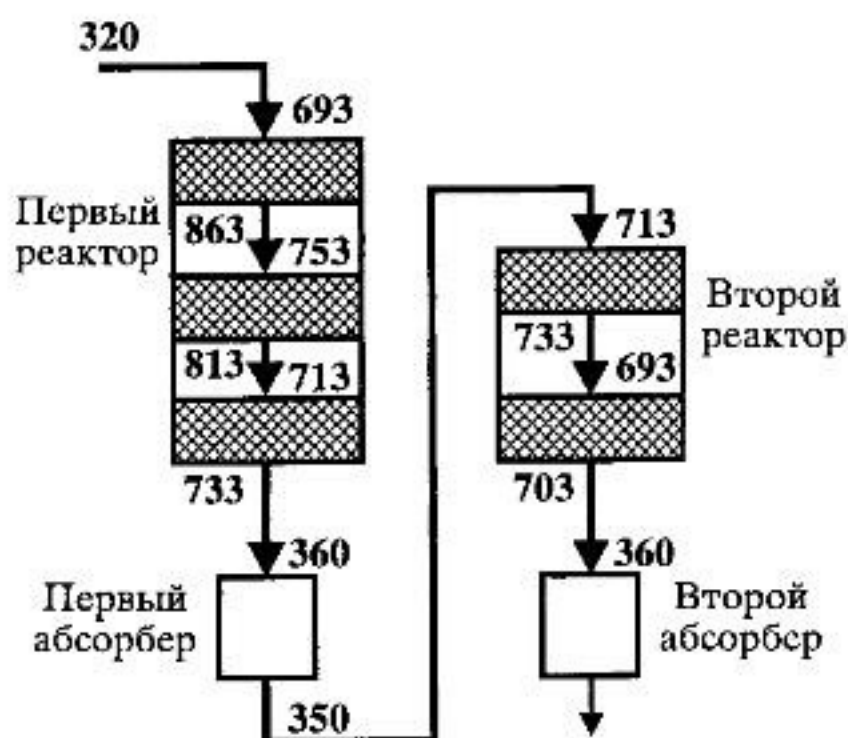 320
693
Первый
реактор
863
753
813
713
733
360
Первый
абсорбер
350
713
Второй
реактор
733
693
703
360
Второй
абсорбер